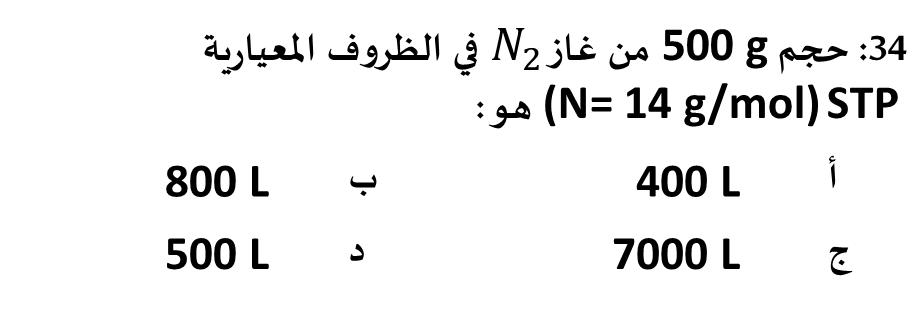 34: حجم 500 g من غاز N₂ في الظروف المعيارية
STP (N= 14 g/mol) هو:
أ 400 L ب 800 L
ج 7000 L د 500 L